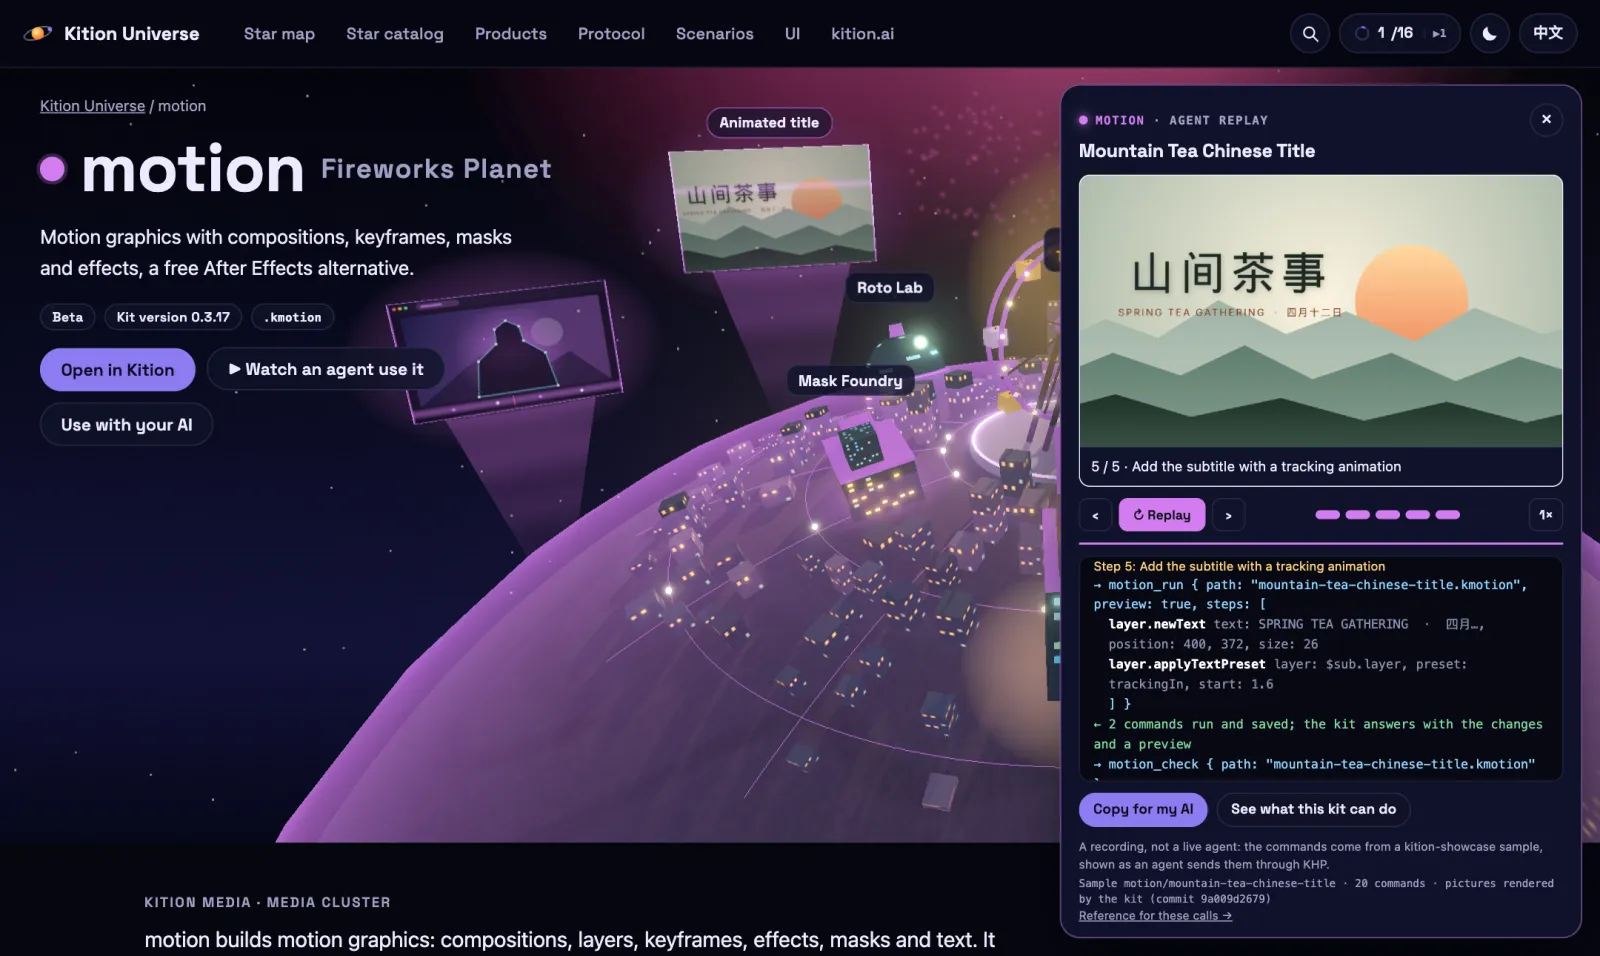 Kition Universe
Star map
Star catalog
Products
Protocol
Scenarios
UI
kition.ai
1 /16
▸1
中文
Kition Universe / motion
motion Fireworks Planet
Motion graphics with compositions, keyframes, masks
and effects, a free After Effects alternative.
Beta
Kit version 0.3.17
.kmotion
Open in Kition
▶ Watch an agent use it
Use with your AI
Animated title
山间茶事
Roto Lab
Mask Foundry
MOTION · AGENT REPLAY
Mountain Tea Chinese Title
山间茶事
SPRING TEA GATHERING · 四月十二日
5 / 5 · Add the subtitle with a tracking animation
< ↻ Replay > 1×
Step 5: Add the subtitle with a tracking animation
→ motion_run { path: "mountain-tea-chinese-title.kmotion",
preview: true, steps: [
layer.newText text: SPRING TEA GATHERING · 四月…,
position: 400, 372, size: 26
layer.applyTextPreset layer: $sub.layer, preset:
trackingIn, start: 1.6
] }
← 2 commands run and saved; the kit answers with the changes
and a preview
→ motion_check { path: "mountain-tea-chinese-title.kmotion"
Copy for my AI
See what this kit can do
A recording, not a live agent: the commands come from a kition-showcase sample,
shown as an agent sends them through KHP.
Sample motion/mountain-tea-chinese-title · 20 commands · pictures rendered
by the kit (commit 9a009d2679)
Reference for these calls →
KITION MEDIA · MEDIA CLUSTER
motion builds motion graphics: compositions, layers, keyframes, effects, masks and text. It